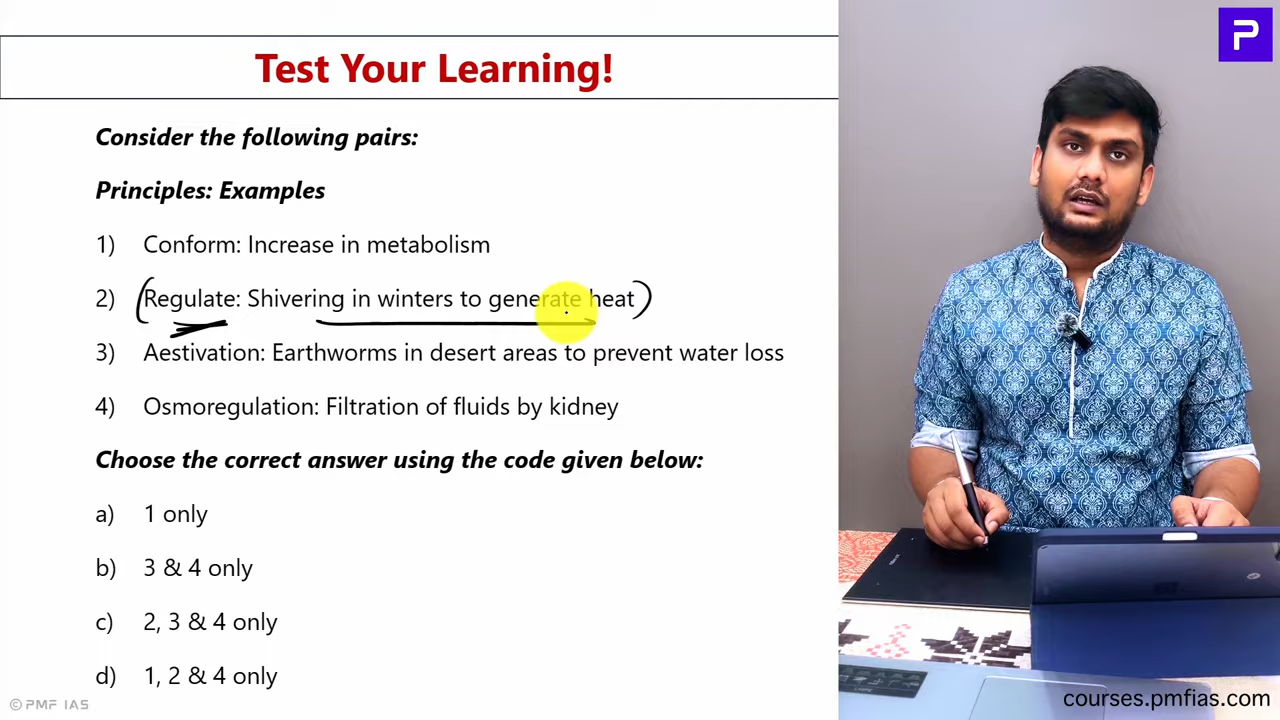 Test Your Learning!
P
Consider the following pairs:
Principles: Examples
1) Conform: Increase in metabolism
2) Regulate: Shivering in winters to generate heat
3) Aestivation: Earthworms in desert areas to prevent water loss
4) Osmoregulation: Filtration of fluids by kidney
Choose the correct answer using the code given below:
a) 1 only
b) 3 & 4 only
c) 2, 3 & 4 only
d) 1, 2 & 4 only
© PMF IAS
courses.pmfias.com